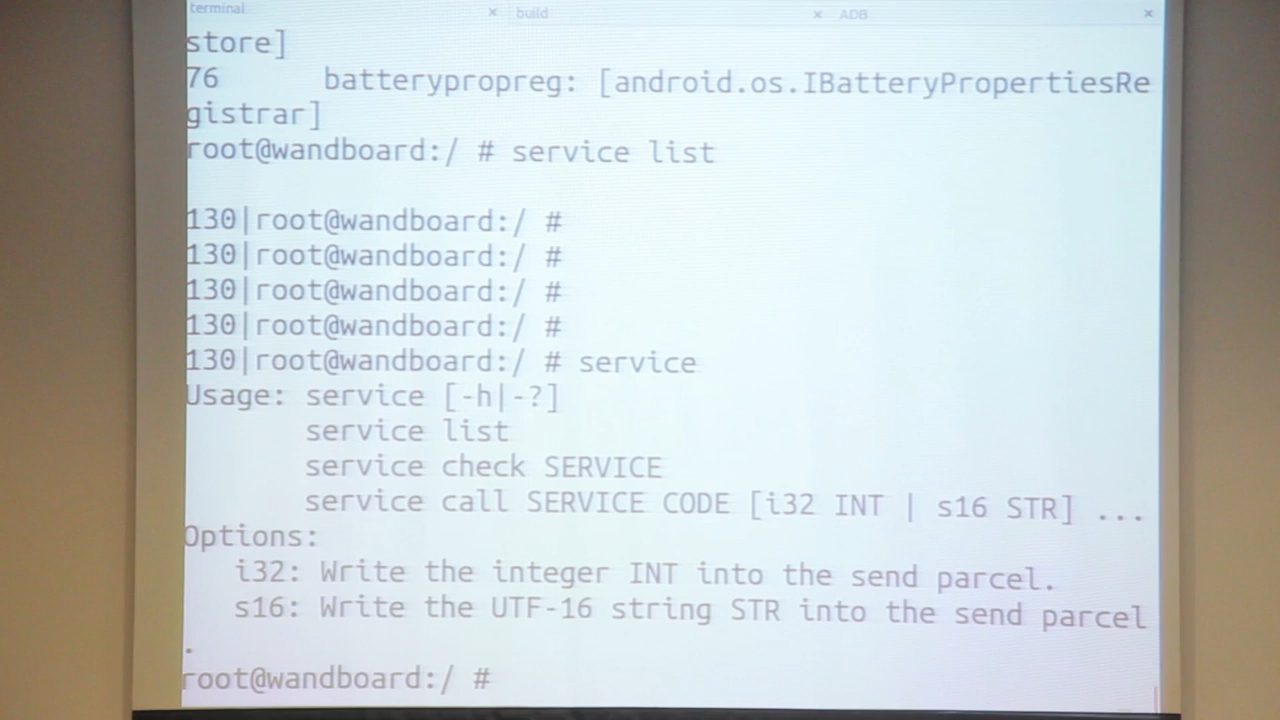 terminal × build × ADB ×
store]
76 batterypropreg: [android.os.IBatteryPropertiesRe
gistrar]
root@wandboard:/ # service list
130|root@wandboard:/ #
130|root@wandboard:/ #
130|root@wandboard:/ #
130|root@wandboard:/ #
130|root@wandboard:/ # service
Usage: service [-h|-?]
service list
service check SERVICE
service call SERVICE CODE [i32 INT | s16 STR] ...
Options:
i32: Write the integer INT into the send parcel.
s16: Write the UTF-16 string STR into the send parcel
.
root@wandboard:/ #